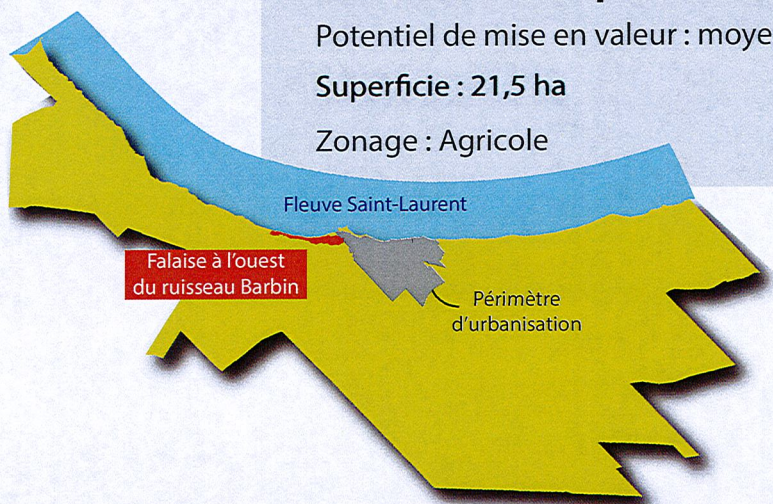 Potentiel de mise en valeur : moye
Superficie : 21,5 ha
Zonage : Agricole
Fleuve Saint-Laurent
Falaise à l'ouest
du ruisseau Barbin
Périmètre
d'urbanisation